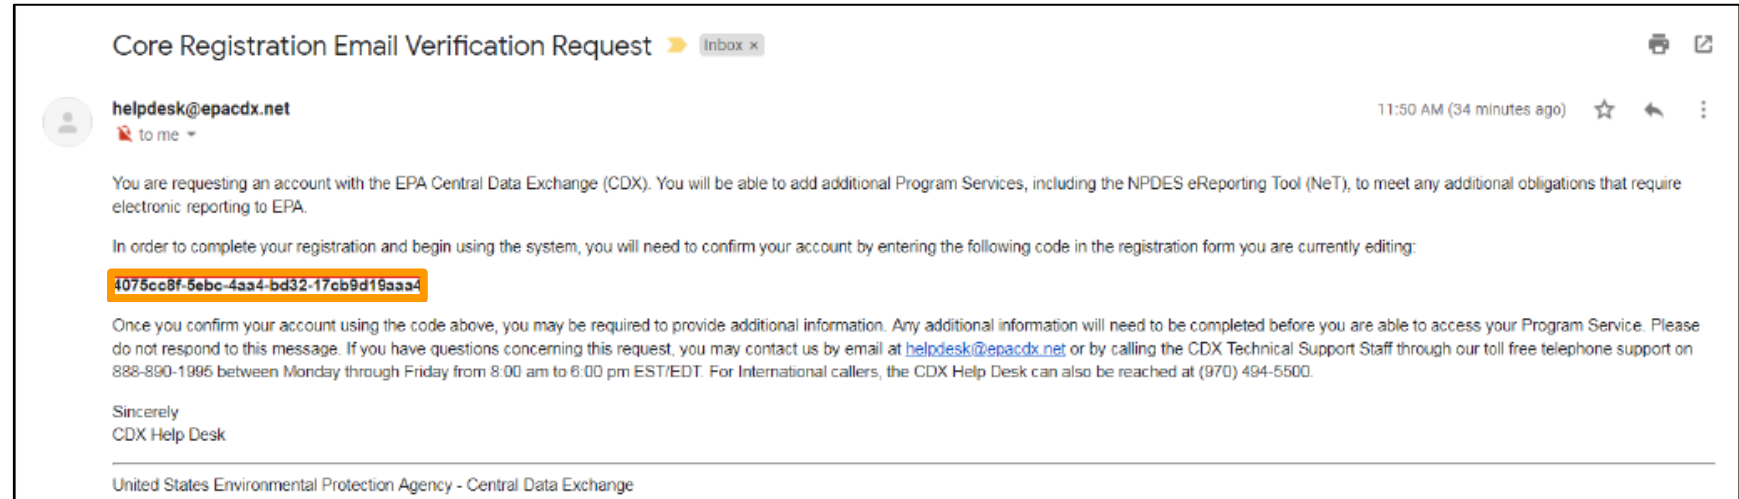 Core Registration Email Verification Request Inbox ×
helpdesk@epacdx.net 11:50 AM (34 minutes ago)
to me
You are requesting an account with the EPA Central Data Exchange (CDX). You will be able to add additional Program Services, including the NPDES eReporting Tool (NeT), to meet any additional obligations that require
electronic reporting to EPA.
In order to complete your registration and begin using the system, you will need to confirm your account by entering the following code in the registration form you are currently editing:
4075cc8f-5ebc-4aa4-bd32-17cb9d19aaa4
Once you confirm your account using the code above, you may be required to provide additional information. Any additional information will need to be completed before you are able to access your Program Service. Please
do not respond to this message. If you have questions concerning this request, you may contact us by email at helpdesk@epacdx.net or by calling the CDX Technical Support Staff through our toll free telephone support on
888-890-1995 between Monday through Friday from 8:00 am to 6:00 pm EST/EDT. For International callers, the CDX Help Desk can also be reached at (970) 494-5500.
Sincerely
CDX Help Desk
United States Environmental Protection Agency - Central Data Exchange